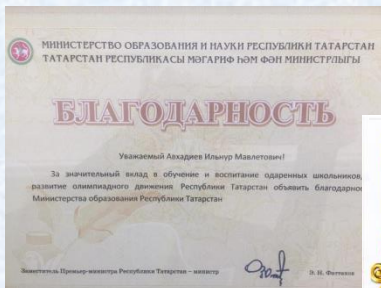 МИНИСТЕРСТВО ОБРАЗОВАНИЯ И НАУКИ РЕСПУБЛИКИ ТАТАРСТАН
ТАТАРСТАН РЕСПУБЛИКАСЫ МӘГАРИФ ҺӘМ ФӘН МИНИСТРЛЫГЫ
БЛАГОДАРНОСТЬ
Уважаемый Авхадиев Ильнур Мавлетович!
За значительный вклад в обучение и воспитание одаренных школьников,
развитие олимпиадного движения Республики Татарстан объявить благодарнос
Министерства образования Республики Татарстан
Заместитель Премьер-министра Республики Татарстан – министр
Э. Н. Фаттахов